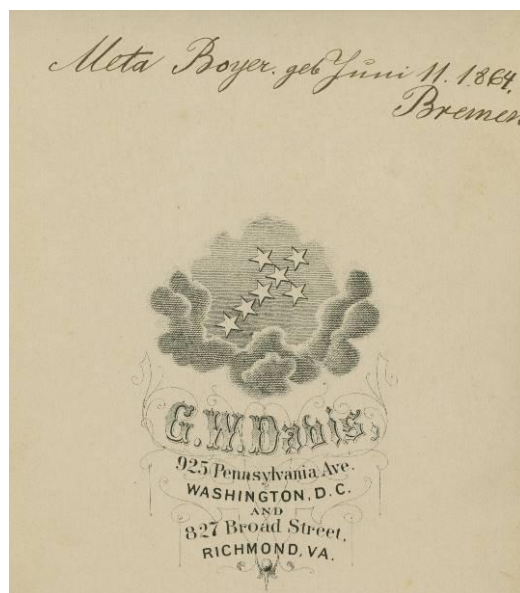 Meta Boyer. geb Juni 11. 1864.
Bremen
G. W. Davis,
925 Pennsylvania Ave.
WASHINGTON, D. C.
AND
827 Broad Street,
RICHMOND, VA.